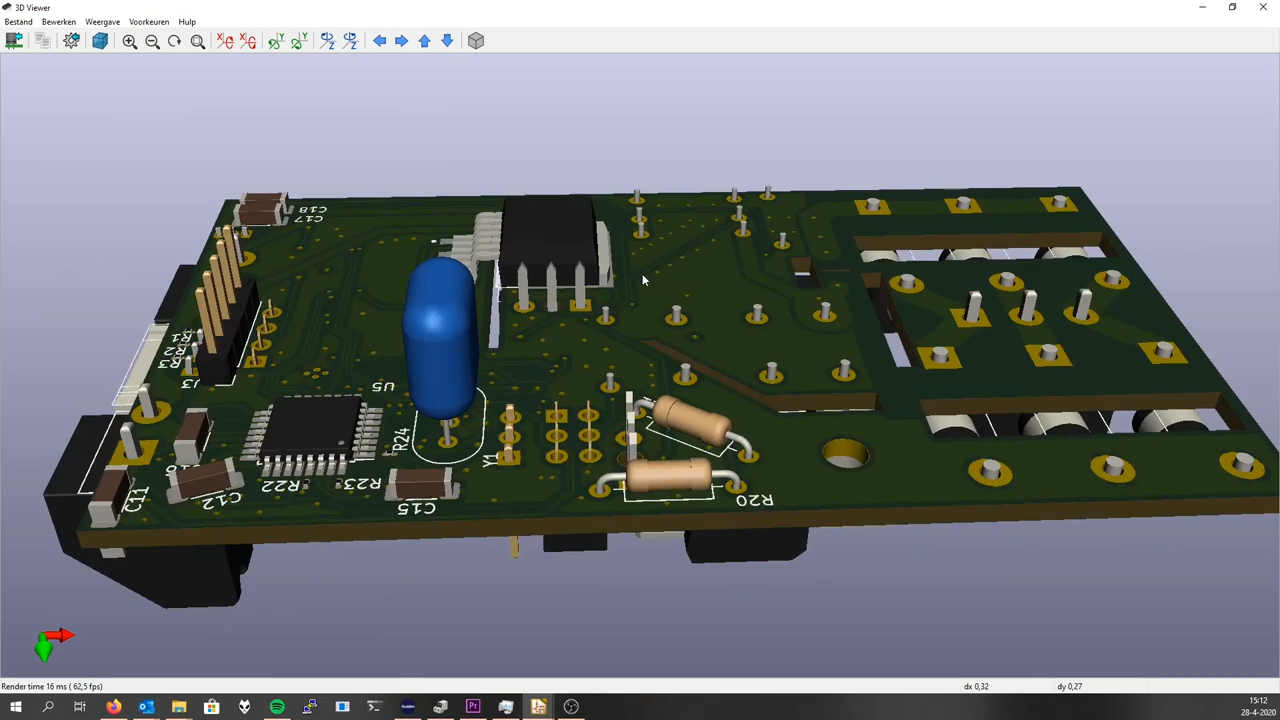 3D Viewer
Bestand Bewerken Weergave Voorkeuren Hulp
C18
C17
R1
R2
R3
J3
U5
R24
Y1
C11
C12
R22
R23
C15
R20
Render time 16 ms ( 62,5 fps)
dx 0,32
dy 0,27
15:12
28-4-2020